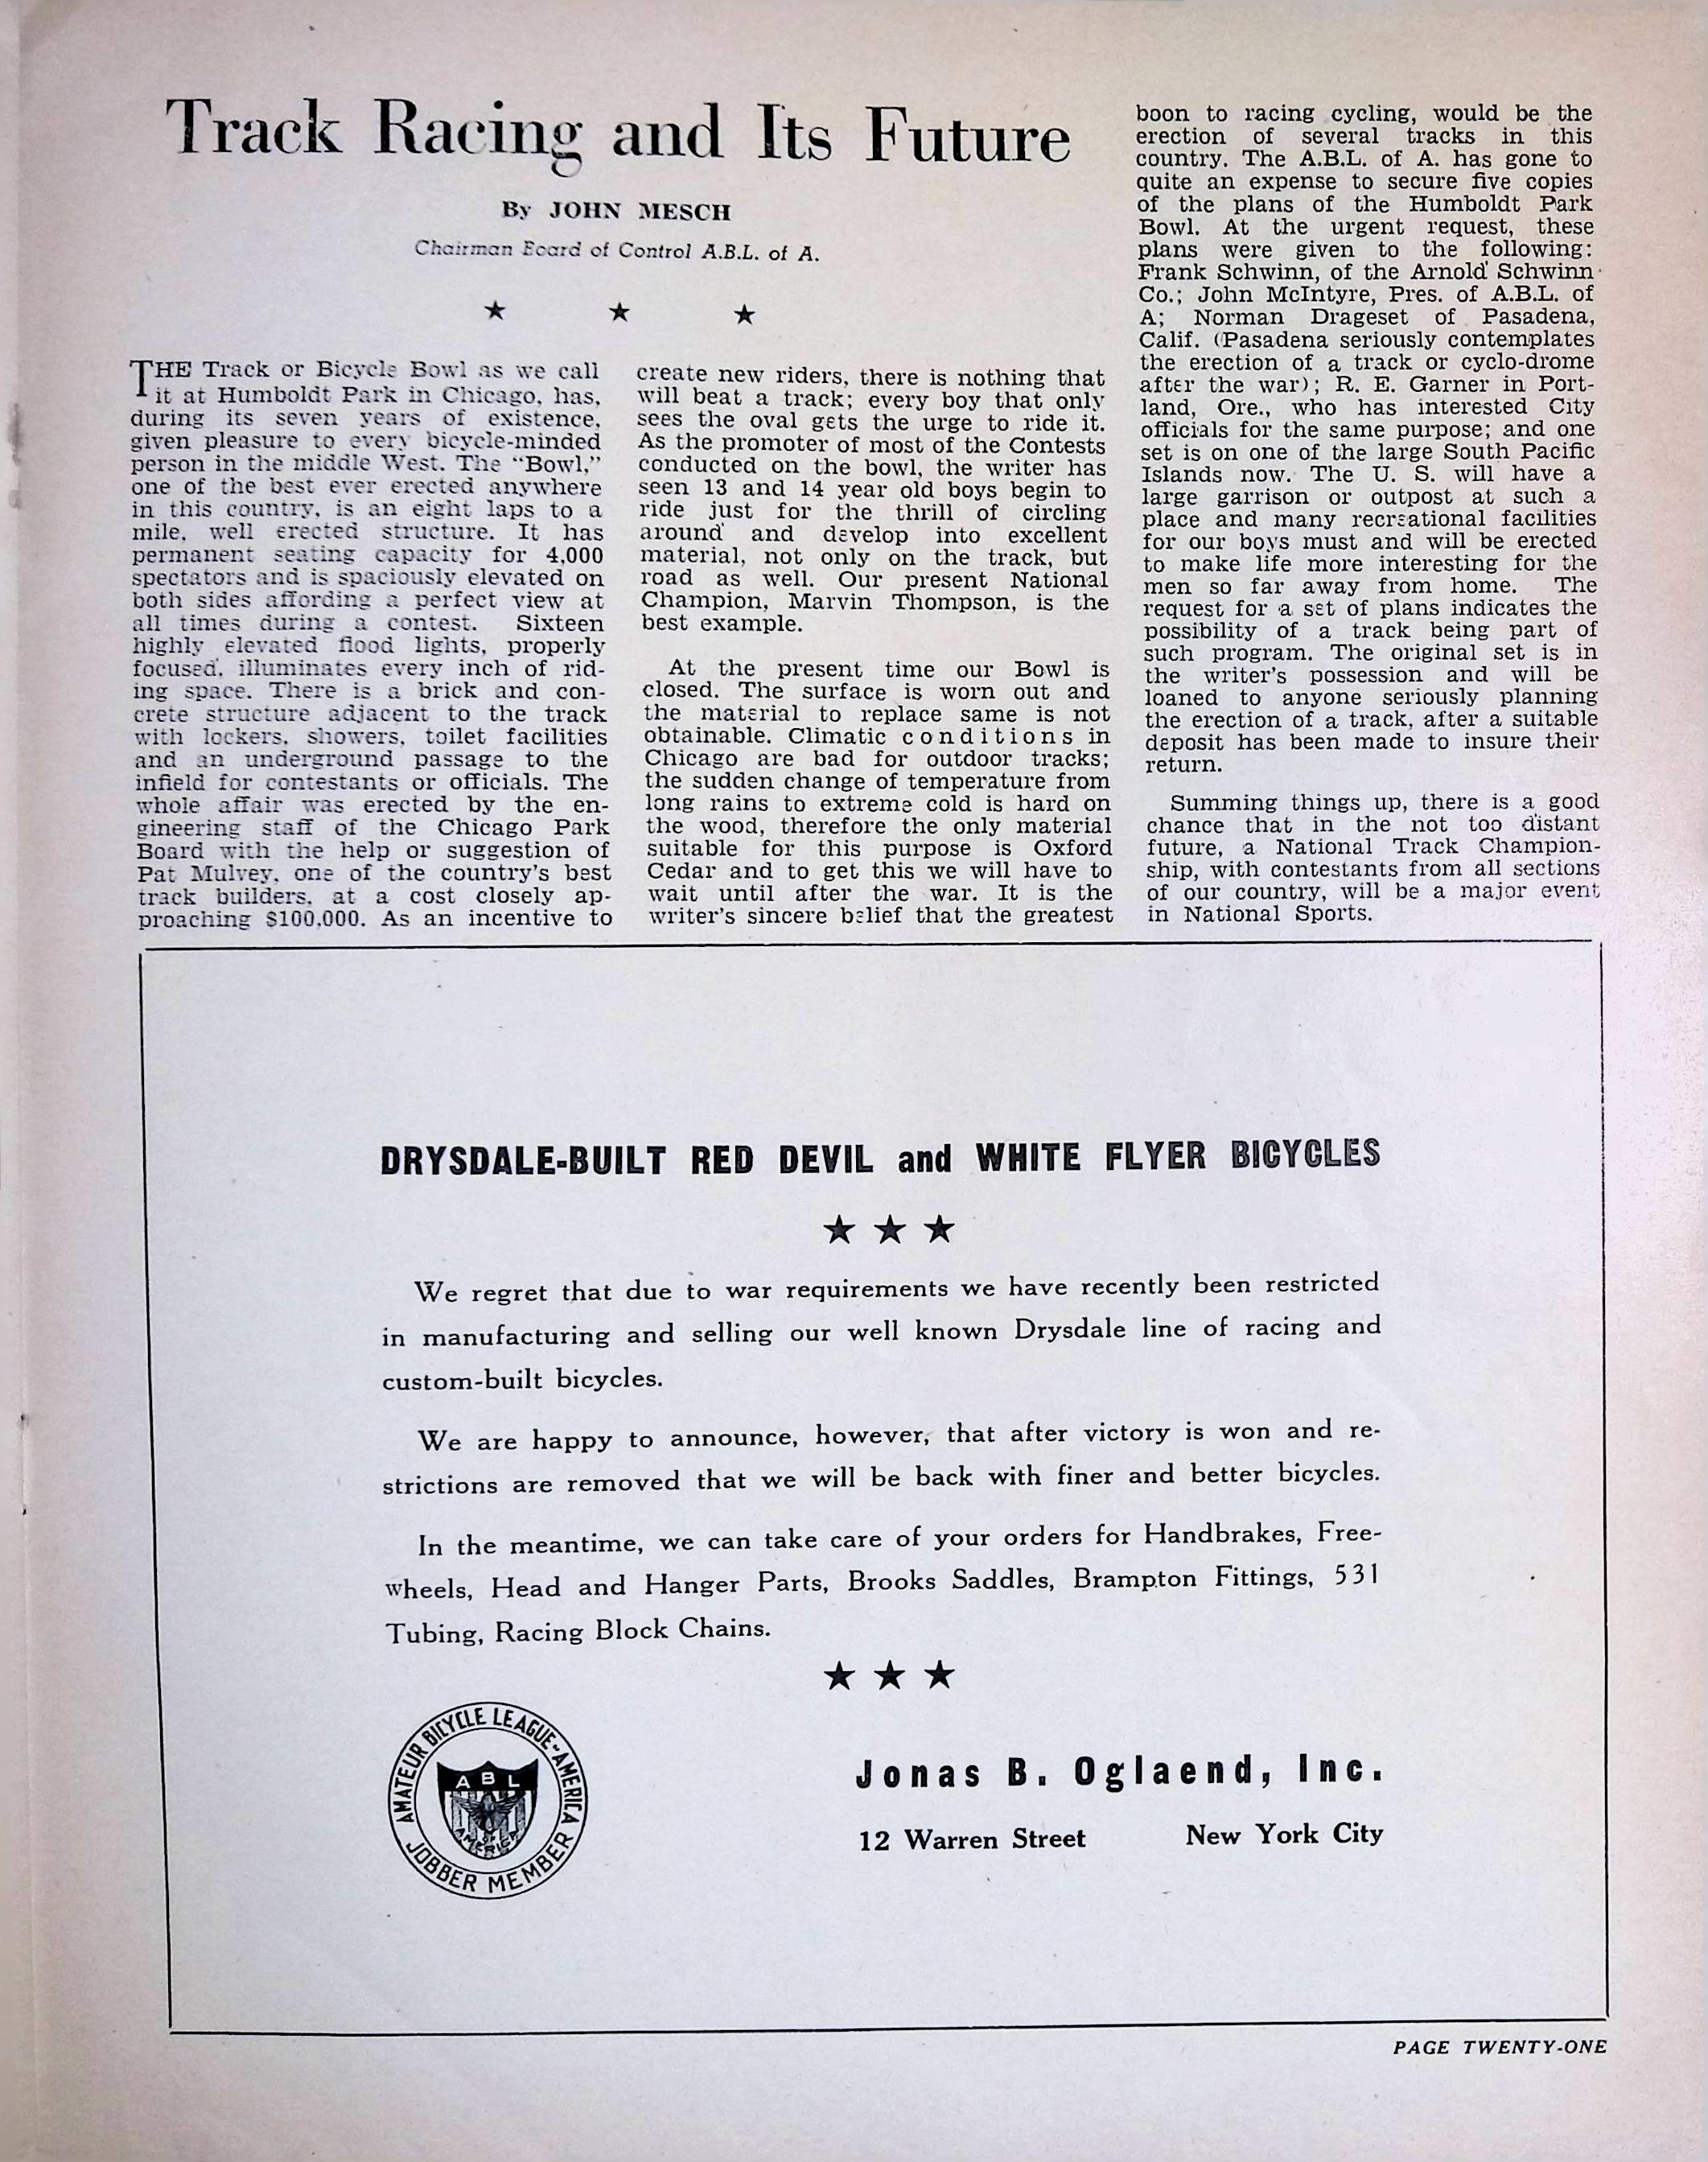 Track Racing and Its Future
By JOHN MESCH
Chairman Board of Control A.B.L. of A.
★ ★ ★
THE Track or Bicycle Bowl as we call
it at Humboldt Park in Chicago, has,
during its seven years of existence,
given pleasure to every bicycle-minded
person in the middle West. The “Bowl,”
one of the best ever erected anywhere
in this country, is an eight laps to a
mile, well erected structure. It has
permanent seating capacity for 4,000
spectators and is spaciously elevated on
both sides affording a perfect view at
all times during a contest. Sixteen
highly elevated flood lights, properly
focused, illuminates every inch of rid-
ing space. There is a brick and con-
crete structure adjacent to the track
with lockers, showers, toilet facilities
and an underground passage to the
infield for contestants or officials. The
whole affair was erected by the en-
gineering staff of the Chicago Park
Board with the help or suggestion of
Pat Mulvey, one of the country's best
track builders, at a cost closely ap-
proaching $100,000. As an incentive to
create new riders, there is nothing that
will beat a track; every boy that only
sees the oval gets the urge to ride it.
As the promoter of most of the Contests
conducted on the bowl, the writer has
seen 13 and 14 year old boys begin to
ride just for the thrill of circling
around and develop into excellent
material, not only on the track, but
road as well. Our present National
Champion, Marvin Thompson, is the
best example.
At the present time our Bowl is
closed. The surface is worn out and
the material to replace same is not
obtainable. Climatic conditions in
Chicago are bad for outdoor tracks;
the sudden change of temperature from
long rains to extreme cold is hard on
the wood, therefore the only material
suitable for this purpose is Oxford
Cedar and to get this we will have to
wait until after the war. It is the
writer's sincere belief that the greatest
boon to racing cycling, would be the
erection of several tracks in this
country. The A.B.L. of A. has gone to
quite an expense to secure five copies
of the plans of the Humboldt Park
Bowl. At the urgent request, these
plans were given to the following:
Frank Schwinn, of the Arnold Schwinn
Co.; John McIntyre, Pres. of A.B.L. of
A; Norman Drageset of Pasadena,
Calif. (Pasadena seriously contemplates
the erection of a track or cyclo-drome
after the war); R. E. Garner in Port-
land, Ore., who has interested City
officials for the same purpose; and one
set is on one of the large South Pacific
Islands now. The U. S. will have a
large garrison or outpost at such a
place and many recreational facilities
for our boys must and will be erected
to make life more interesting for the
men so far away from home. The
request for a set of plans indicates the
possibility of a track being part of
such program. The original set is in
the writer's possession and will be
loaned to anyone seriously planning
the erection of a track, after a suitable
deposit has been made to insure their
return.
Summing things up, there is a good
chance that in the not too distant
future, a National Track Champion-
ship, with contestants from all sections
of our country, will be a major event
in National Sports.
DRYSDALE-BUILT RED DEVIL and WHITE FLYER BICYCLES
★ ★ ★
We regret that due to war requirements we have recently been restricted
in manufacturing and selling our well known Drysdale line of racing and
custom-built bicycles.
We are happy to announce, however, that after victory is won and re-
strictions are removed that we will be back with finer and better bicycles.
In the meantime, we can take care of your orders for Handbrakes, Free-
wheels, Head and Hanger Parts, Brooks Saddles, Brampton Fittings, 531
Tubing, Racing Block Chains.
★ ★ ★
AMATEUR BICYCLE LEAGUE-AMERICA
A B L
OF
AMERICA
JOBBER MEMBER
Jonas B. Oglaend, Inc.
12 Warren Street New York City
PAGE TWENTY-ONE